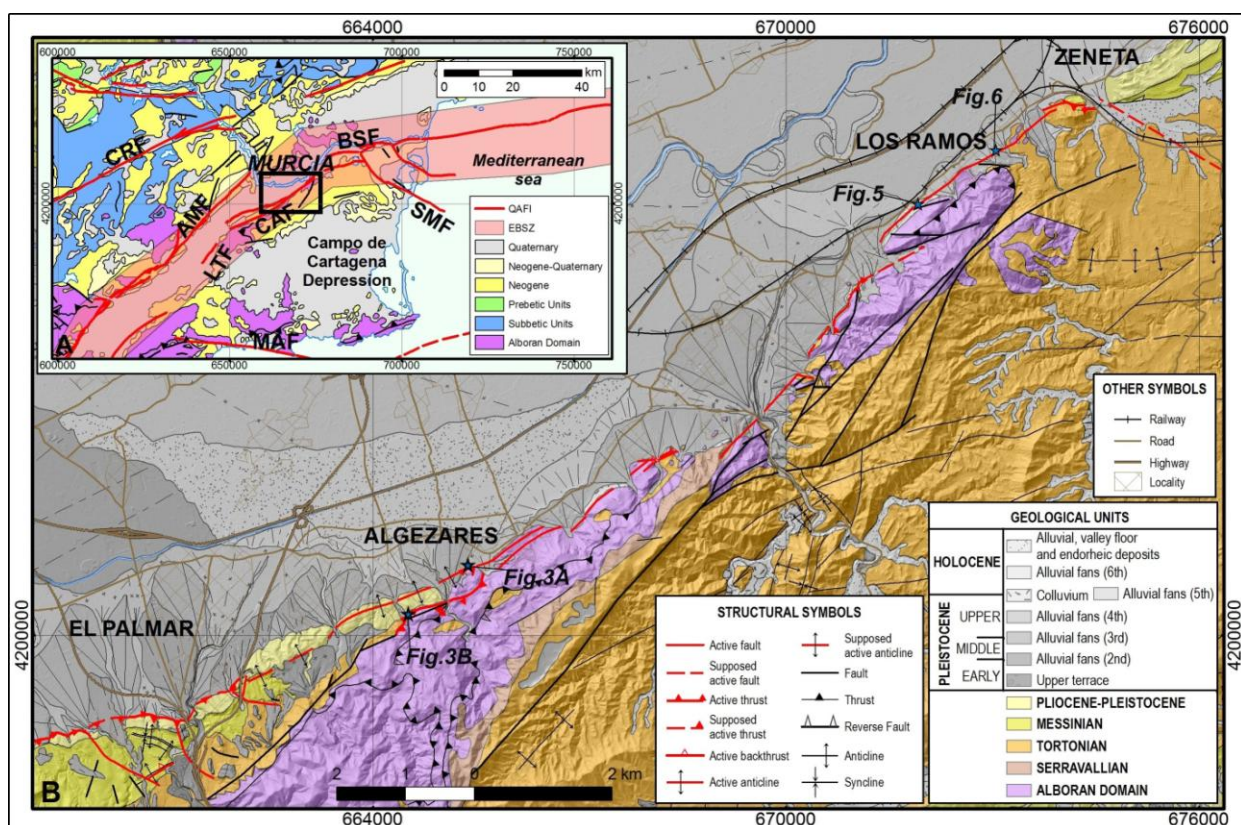 664000
670000
676000
600000
650000
700000
750000
0 10 20 40
km
CRF
MURCIA
BSF
Mediterranean
sea
AMF
CAF
LTF
SMF
Campo de
Cartagena
Depression
MAF
4200000
QAFI
EBSZ
Quaternary
Neogene-Quaternary
Neogene
Prebetic Units
Subbetic Units
Alboran Domain
A
600000
650000
700000
750000
ZENETA
Fig.6
LOS RAMOS
Fig.5
ALGEZARES
Fig.3A
EL PALMAR
Fig.3B
4200000
4200000
OTHER SYMBOLS
Railway
Road
Highway
Locality
GEOLOGICAL UNITS
HOLOCENE
Alluvial, valley floor
and endorheic deposits
Alluvial fans (6th)
Colluvium
Alluvial fans (5th)
PLEISTOCENE
UPPER
Alluvial fans (4th)
Alluvial fans (3rd)
MIDDLE
Alluvial fans (2nd)
EARLY
Upper terrace
PLIOCENE-PLEISTOCENE
MESSINIAN
TORTONIAN
SERRAVALLIAN
ALBORAN DOMAIN
STRUCTURAL SYMBOLS
Active fault
Supposed
active fault
Active thrust
Supposed
active thrust
Active backthrust
Active anticline
Supposed
active anticline
Fault
Thrust
Reverse Fault
Anticline
Syncline
B
2 1 0 2 km
664000
670000
676000